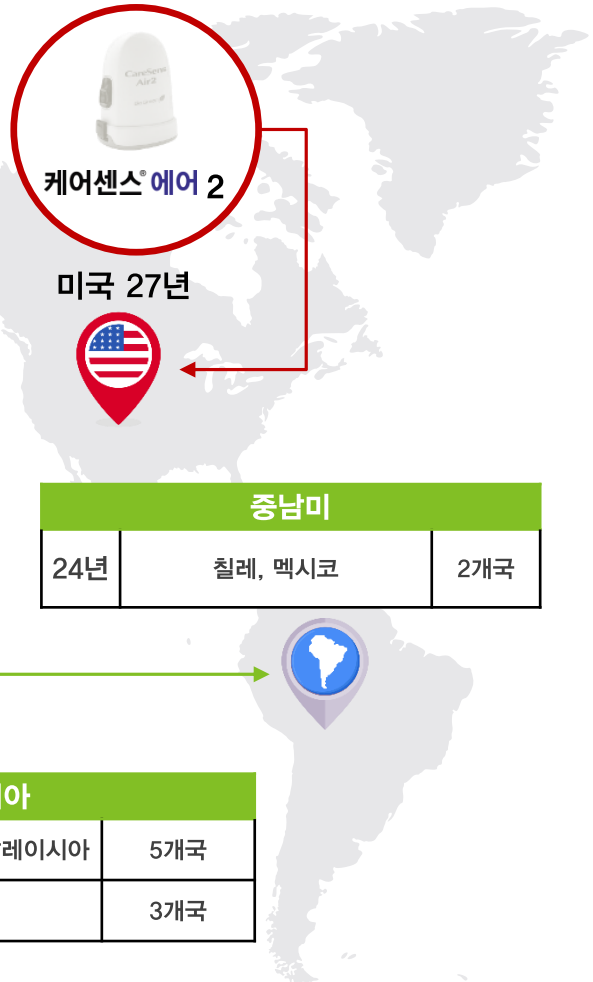 CareSens
Air2
케어센스® 에어 2
미국 27년
중남미
24년 칠레, 멕시코 2개국
아
레이시아 5개국
3개국